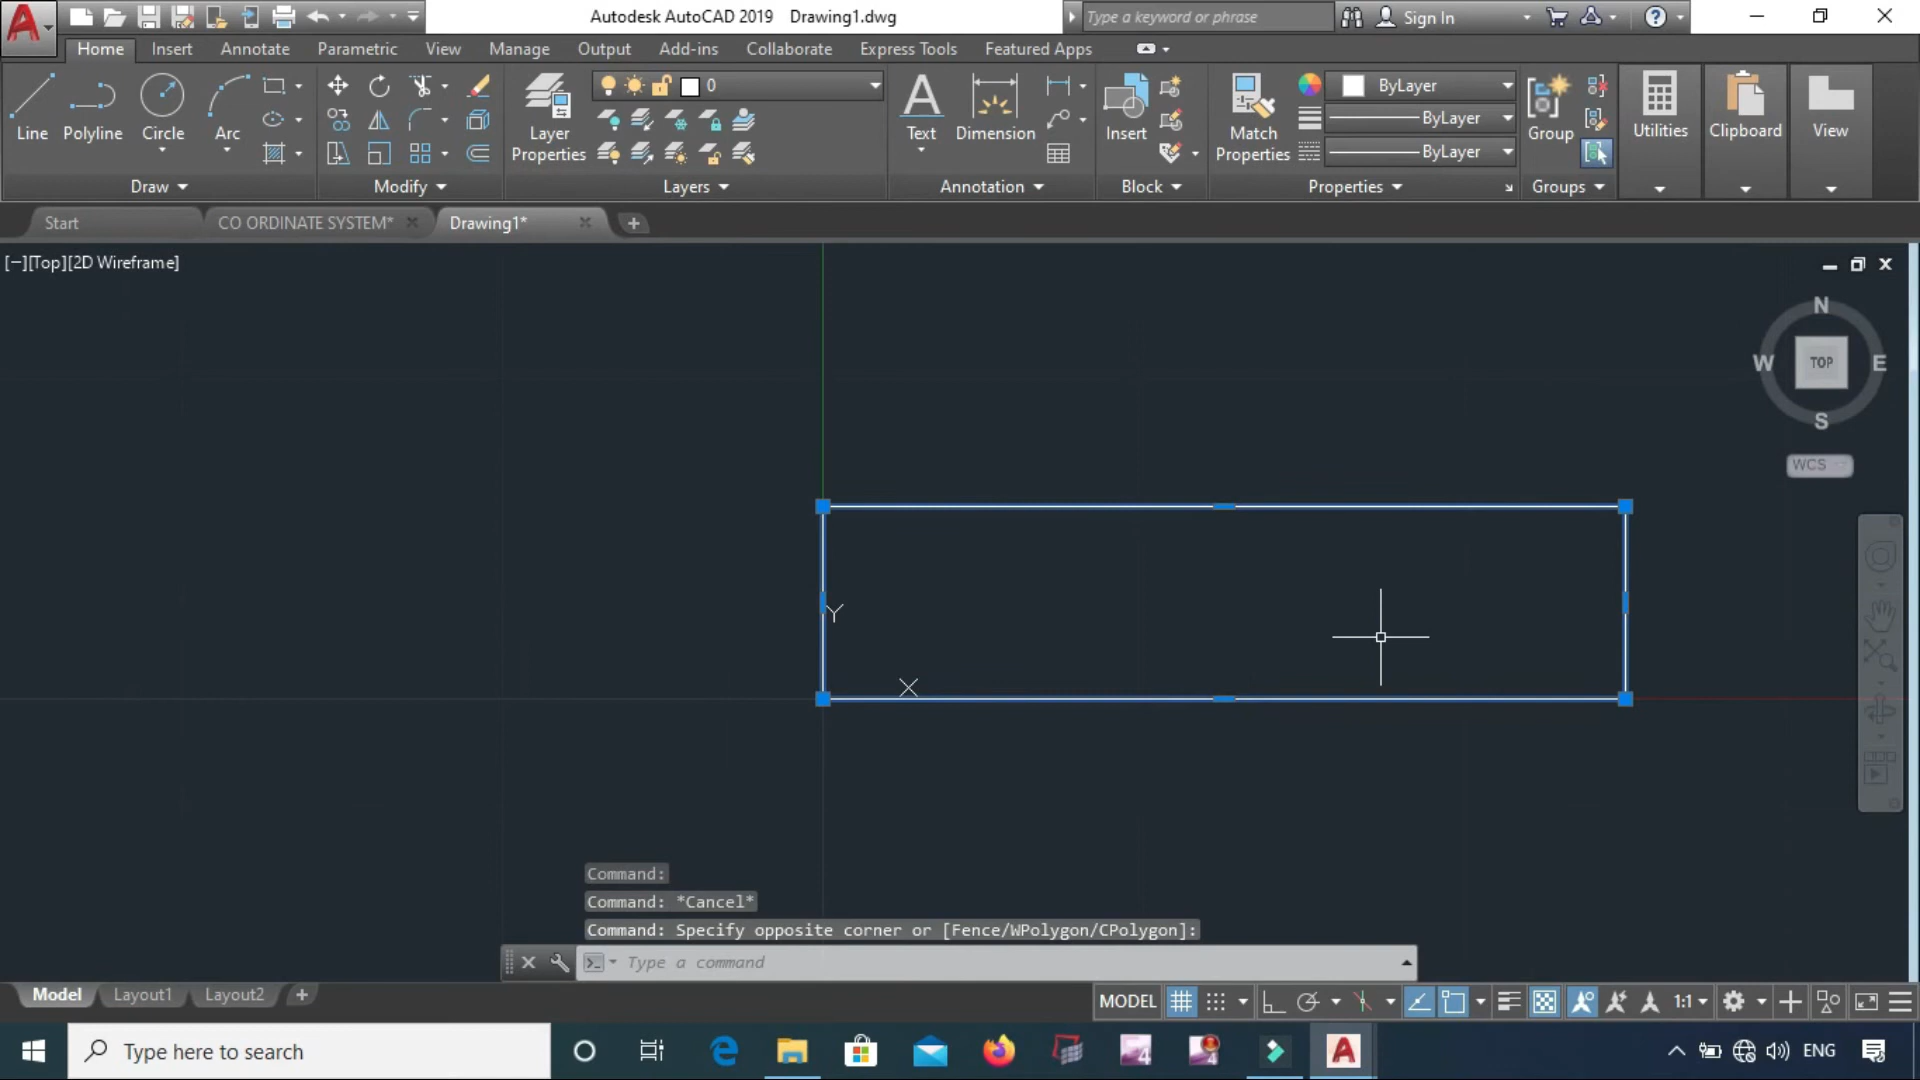 Autodesk AutoCAD 2019 Drawing1.dwg
Type a keyword or phrase
Sign In
Home Insert Annotate Parametric View Manage Output Add-ins Collaborate Express Tools Featured Apps
Line Polyline Circle Arc
Layer Properties
0
Text Dimension
Insert
Match Properties
ByLayer
ByLayer
ByLayer
Group
Utilities
Clipboard
View
Draw Modify Layers Annotation Block Properties Groups
Start CO ORDINATE SYSTEM* Drawing1*
[−][Top][2D Wireframe]
N
W TOP E
S
WCS
Y
X
Command:
Command: *Cancel*
Command: Specify opposite corner or [Fence/WPolygon/CPolygon]:
Type a command
Model Layout1 Layout2
MODEL
1:1
Type here to search
ENG